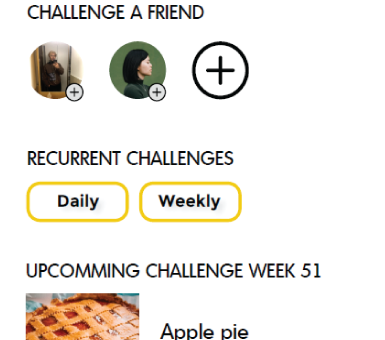 CHALLENGE A FRIEND
RECURRENT CHALLENGES
Daily Weekly
UPCOMMING CHALLENGE WEEK 51
Apple pie